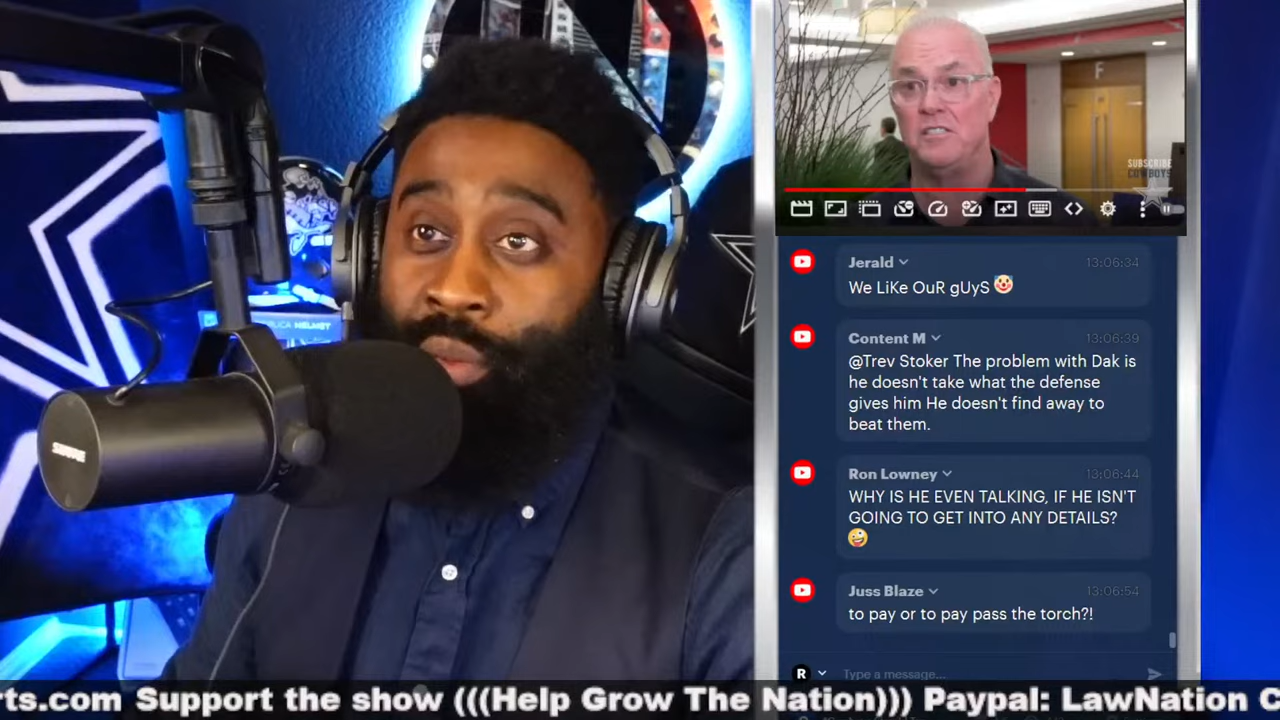 F
SUBSCRIBE
COWBOYS
Jerald
13:06:34
We LiKe OuR gUyS
Content M
13:06:39
@Trev Stoker The problem with Dak is
he doesn't take what the defense
gives him He doesn't find away to
beat them.
Ron Lowney
13:06:44
WHY IS HE EVEN TALKING, IF HE ISN'T
GOING TO GET INTO ANY DETAILS?
Juss Blaze
13:06:54
to pay or to pay pass the torch?!
R
Type a message...
HELMET
SHURE
rts.com Support the show (((Help Grow The Nation))) Paypal: LawNation C